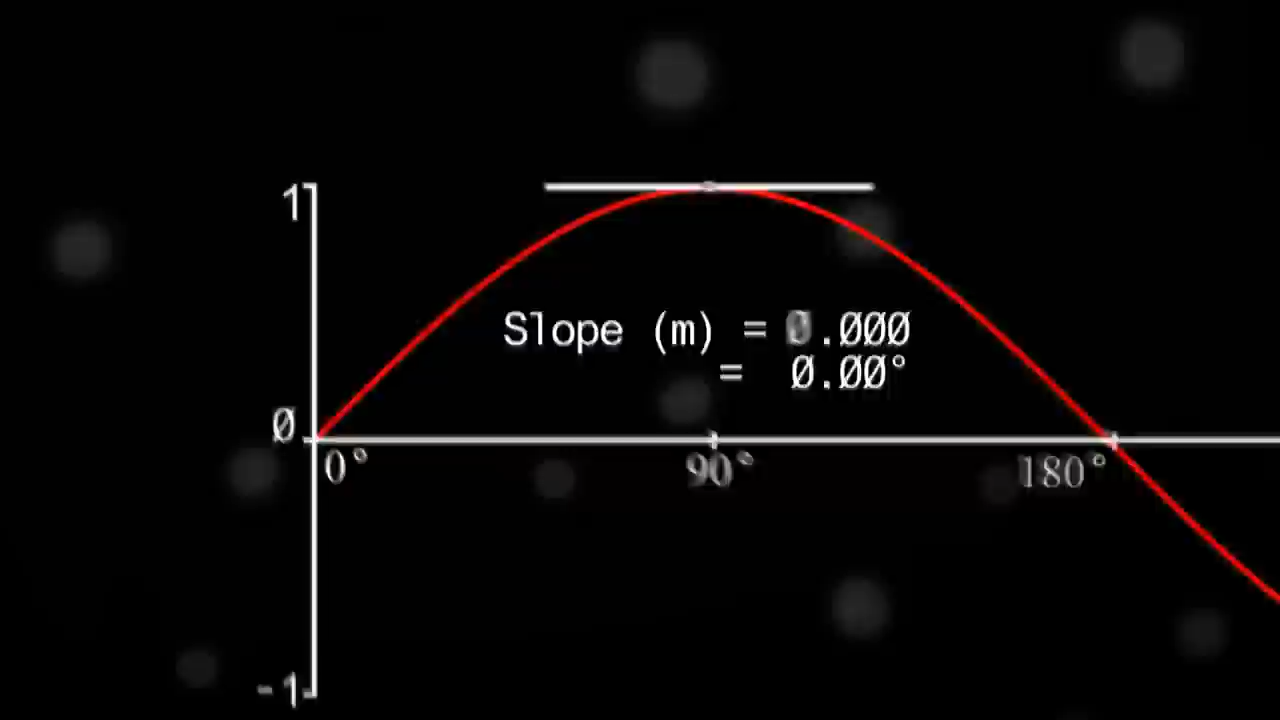 1
Slope (m) = 0.000
= 0.00°
0
0° 90° 180°
-1